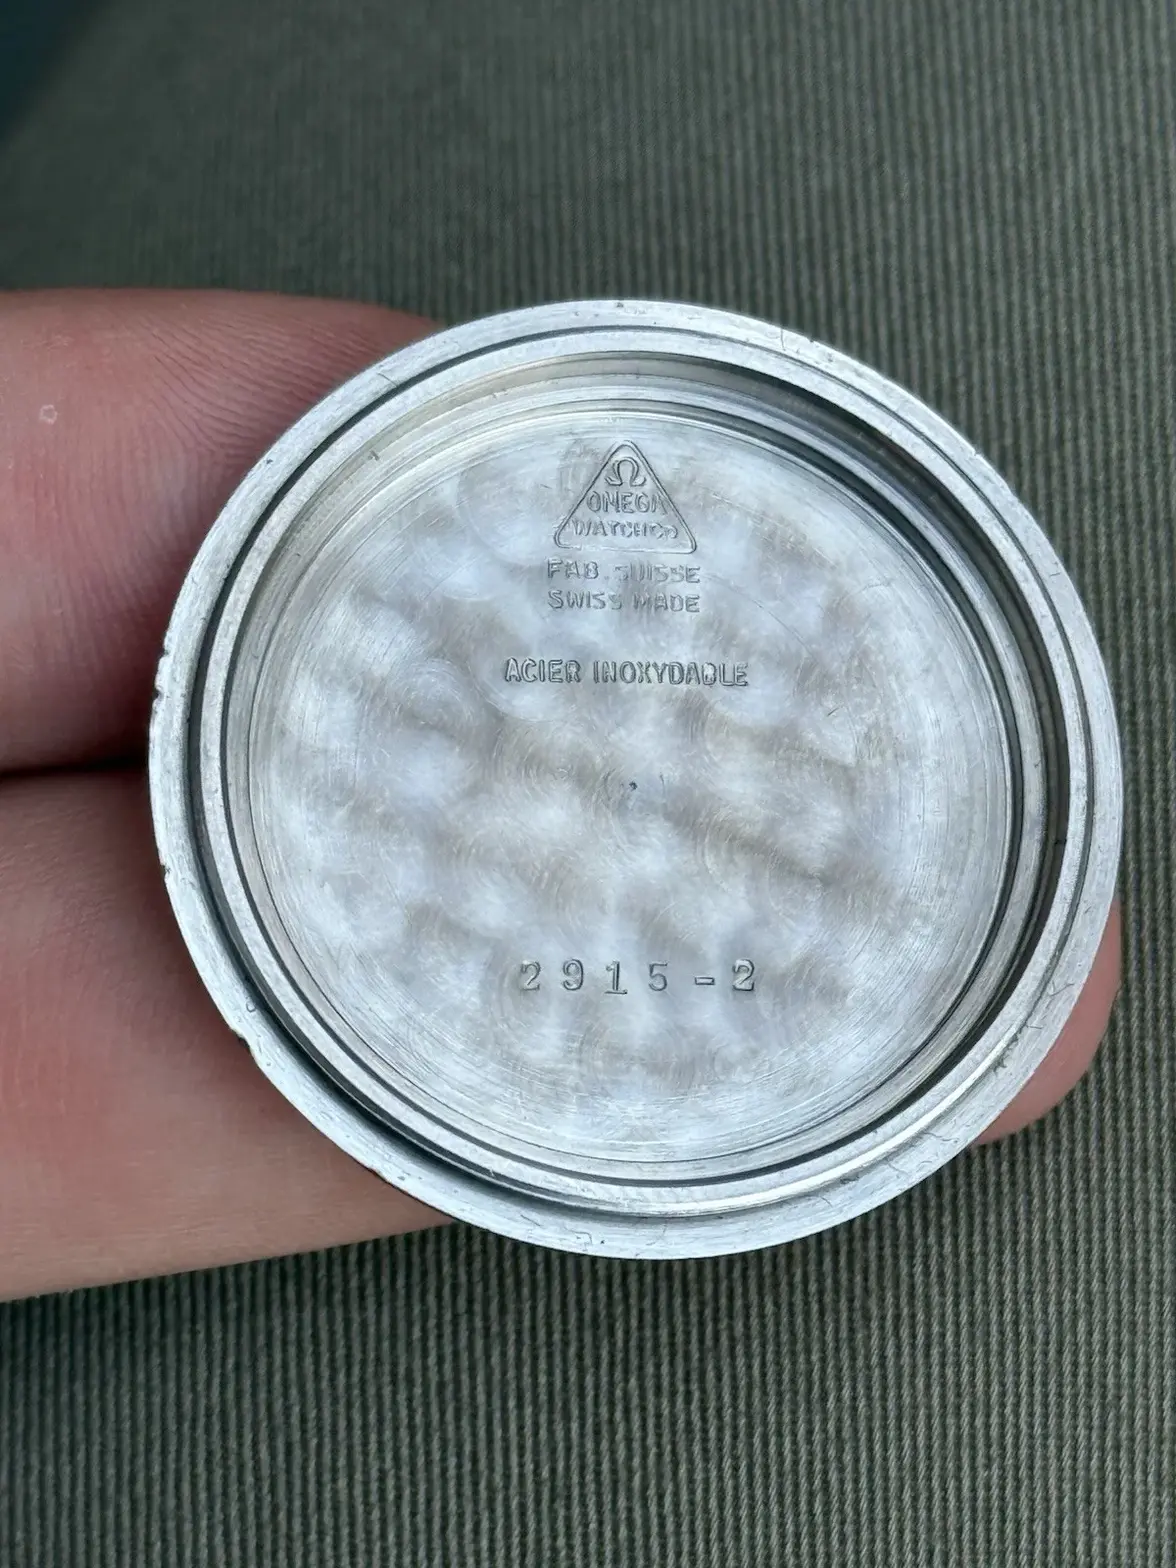 Ω
OMEGA
WATCH Co
FAB. SUISSE
SWISS MADE
ACIER INOXYDABLE
2915-2